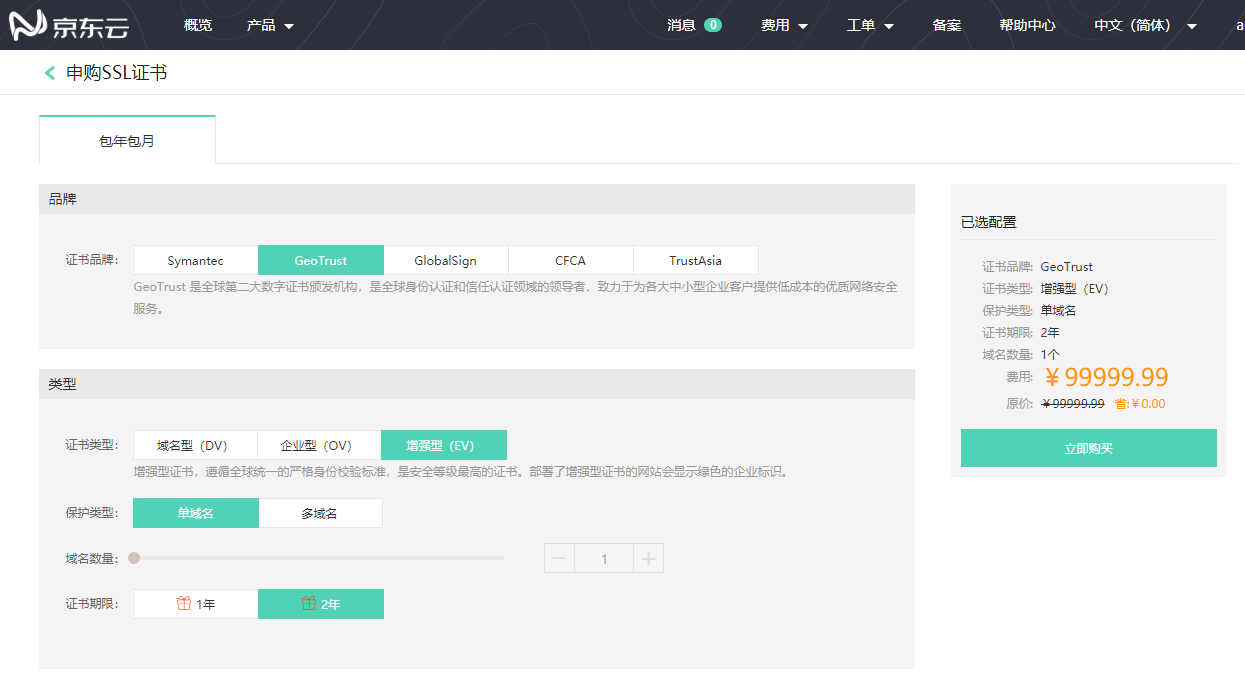 京东云 概览 产品 消息 0 费用 工单 备案 帮助中心 中文（简体） a
申购SSL证书
包年包月
品牌
证书品牌: Symantec GeoTrust GlobalSign CFCA TrustAsia
GeoTrust 是全球第二大数字证书颁发机构，是全球身份认证和信任认证领域的领导者，致力于为各大中小型企业客户提供低成本的优质网络安全
服务。
类型
证书类型: 域名型（DV） 企业型（OV） 增强型（EV）
增强型证书，遵循全球统一的严格身份校验标准，是安全等级最高的证书。部署了增强型证书的网站会显示绿色的企业标识。
保护类型: 单域名 多域名
域名数量: 1
证书期限: 1年 2年
已选配置
证书品牌: GeoTrust
证书类型: 增强型（EV）
保护类型: 单域名
证书期限: 2年
域名数量: 1个
费用: ¥ 99999.99
原价: ¥ 99999.99 省: ¥ 0.00
立即购买